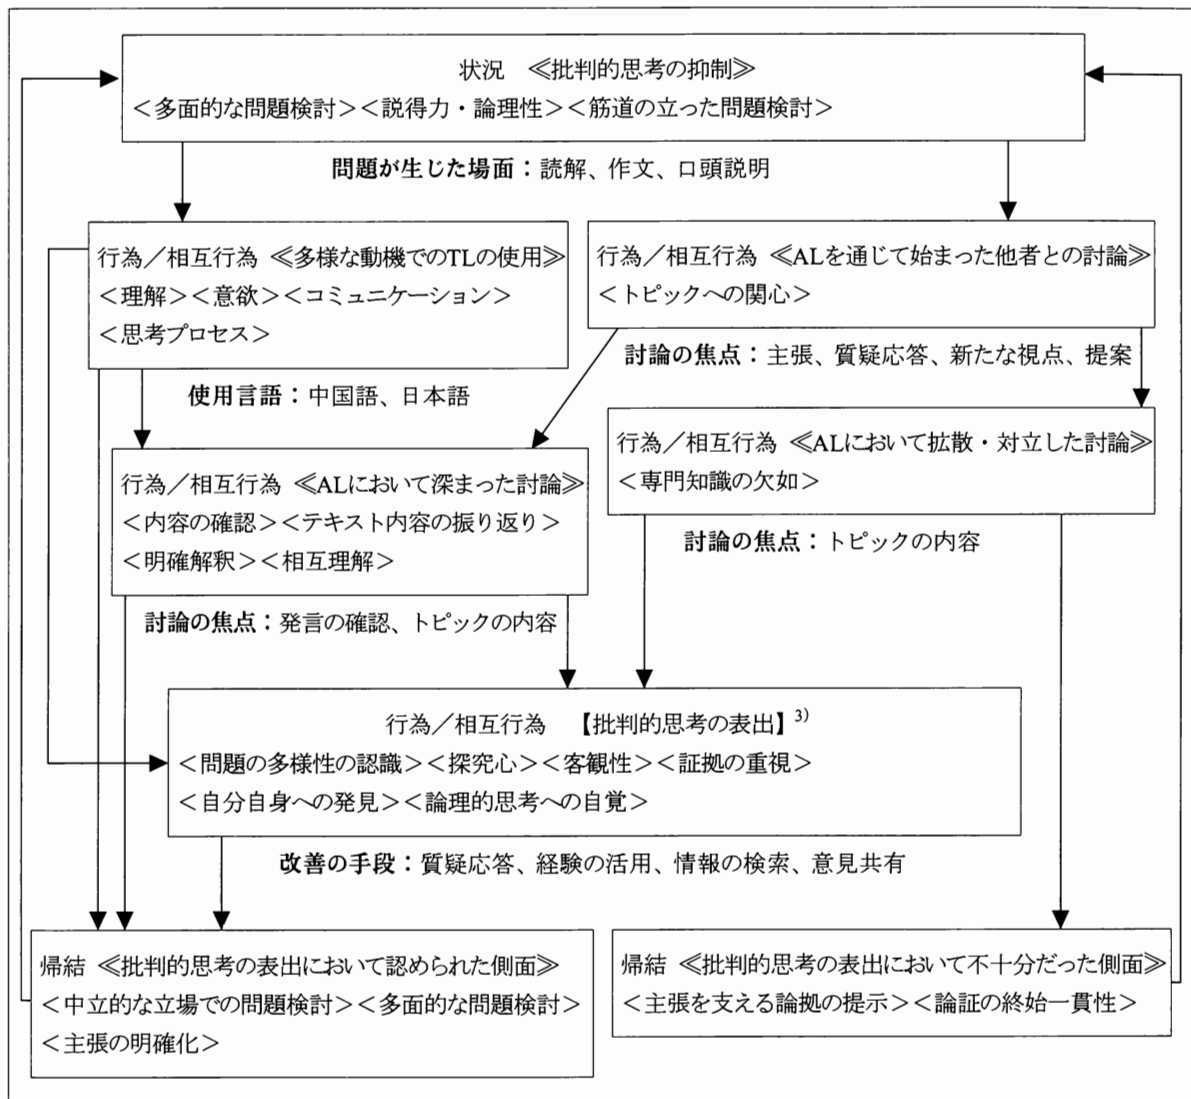 状況 ≪批判的思考の抑制≫
＜多面的な問題検討＞＜説得力・論理性＞＜筋道の立った問題検討＞
問題が生じた場面：読解、作文、口頭説明
行為／相互行為 ≪多様な動機でのTLの使用≫
＜理解＞＜意欲＞＜コミュニケーション＞
＜思考プロセス＞
行為／相互行為 ≪ALを通じて始まった他者との討論≫
＜トピックへの関心＞
討論の焦点：主張、質疑応答、新たな視点、提案
使用言語：中国語、日本語
行為／相互行為 ≪ALにおいて拡散・対立した討論≫
＜専門知識の欠如＞
行為／相互行為 ≪ALにおいて深まった討論≫
＜内容の確認＞＜テキスト内容の振り返り＞
＜明確解釈＞＜相互理解＞
討論の焦点：トピックの内容
討論の焦点：発言の確認、トピックの内容
行為／相互行為 【批判的思考の表出】3)
＜問題の多様性の認識＞＜探究心＞＜客観性＞＜証拠の重視＞
＜自分自身への発見＞＜論理的思考への自覚＞
改善の手段：質疑応答、経験の活用、情報の検索、意見共有
帰結 ≪批判的思考の表出において認められた側面≫
＜中立的な立場での問題検討＞＜多面的な問題検討＞
＜主張の明確化＞
帰結 ≪批判的思考の表出において不十分だった側面≫
＜主張を支える論拠の提示＞＜論証の終始一貫性＞